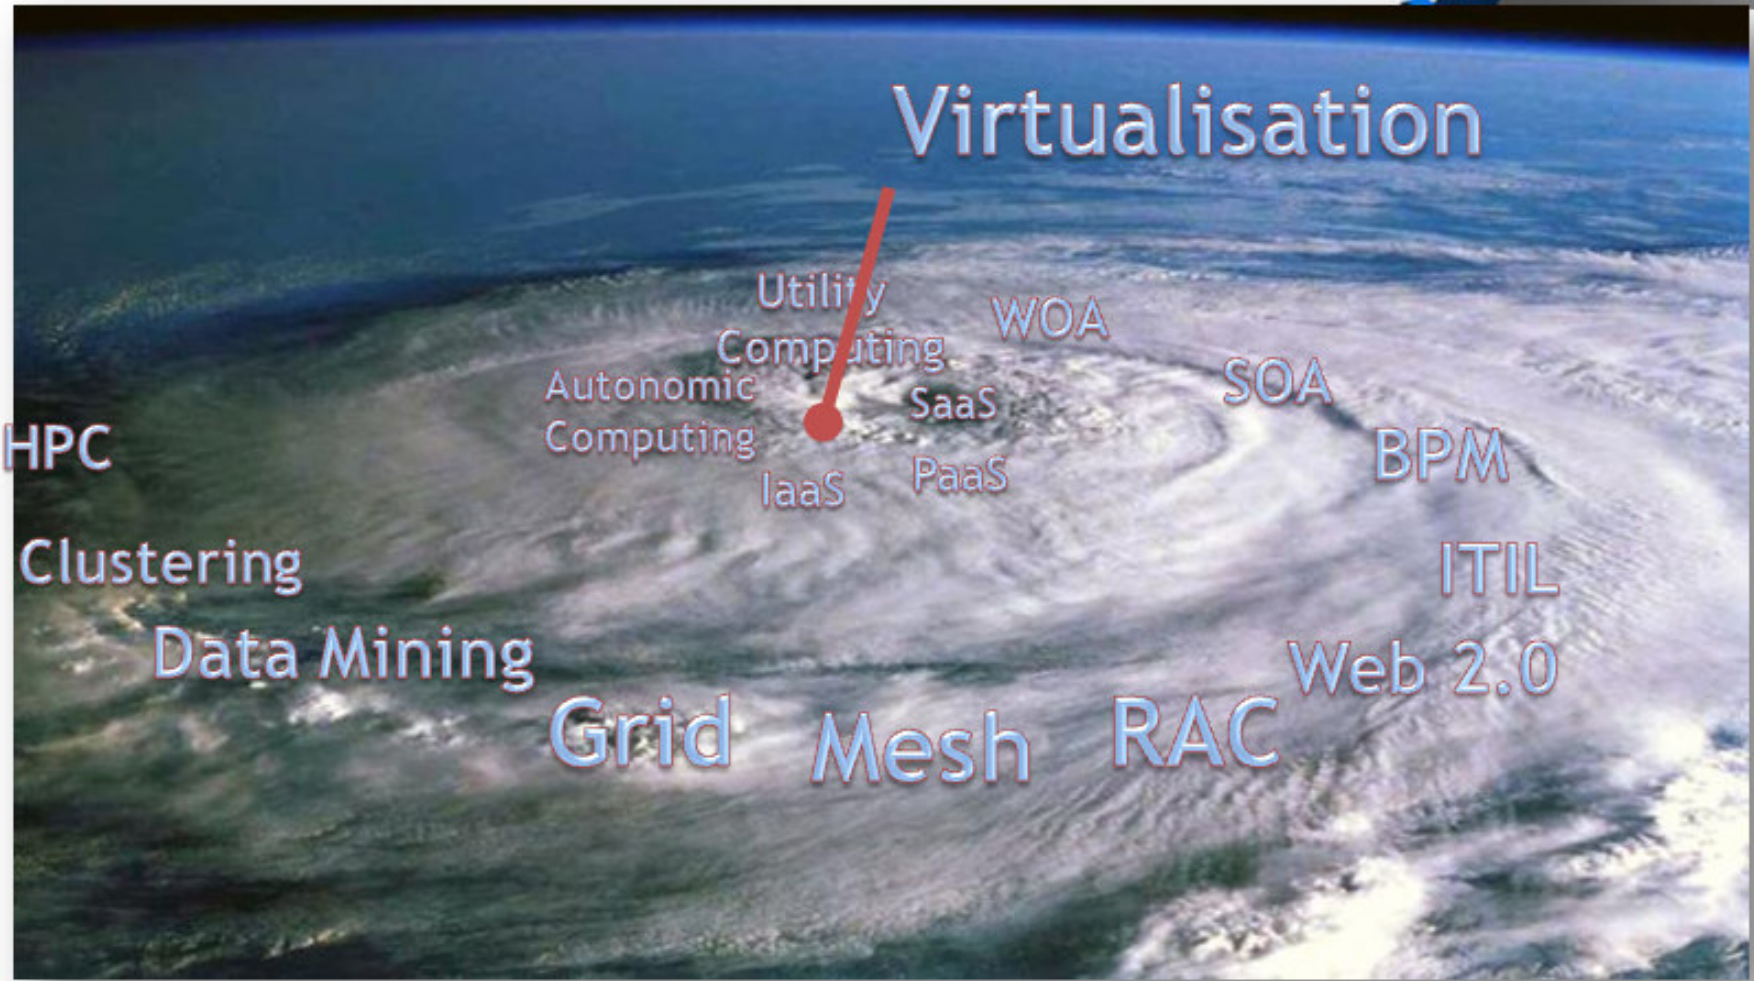 Virtualisation
Utility
Computing
WOA
Autonomic
Computing
SaaS
SOA
HPC
BPM
IaaS
PaaS
Clustering
ITIL
Data Mining
Web 2.0
Grid
Mesh
RAC